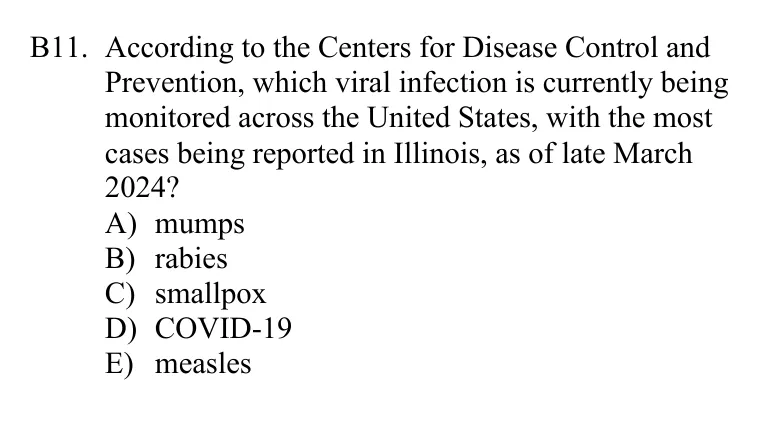 B11. According to the Centers for Disease Control and
Prevention, which viral infection is currently being
monitored across the United States, with the most
cases being reported in Illinois, as of late March
2024?
A) mumps
B) rabies
C) smallpox
D) COVID-19
E) measles